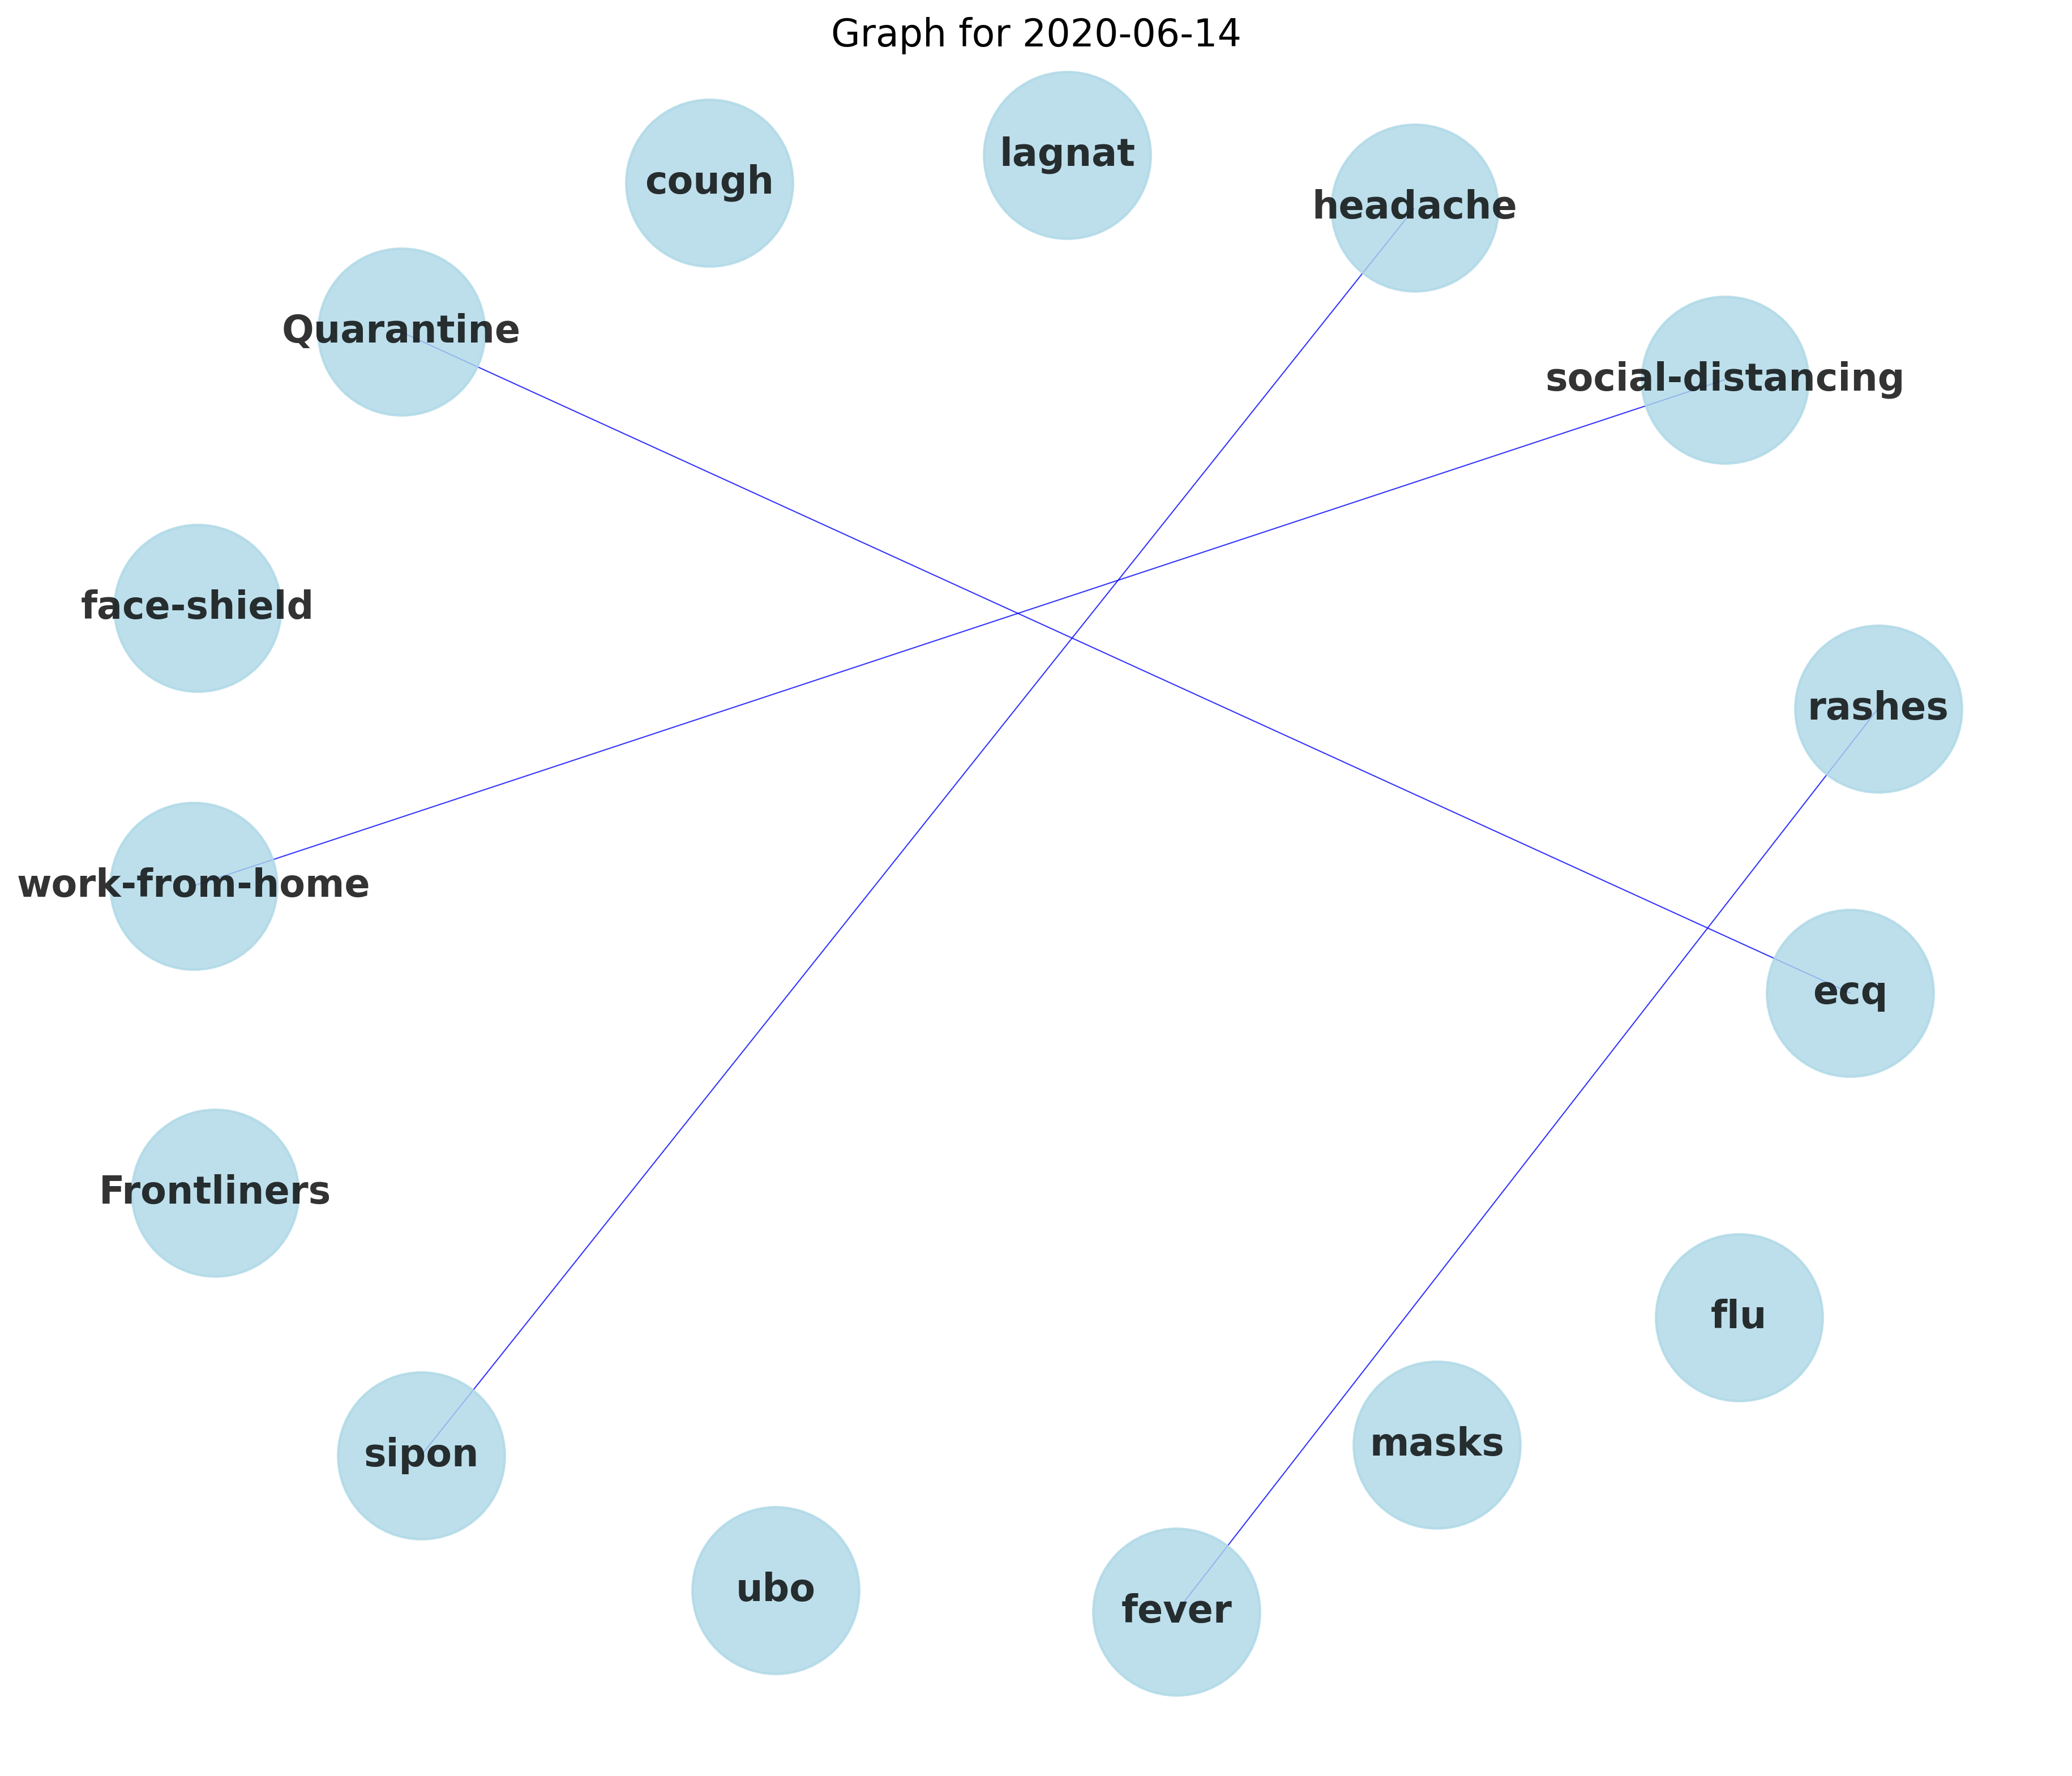 Graph for 2020-06-14
lagnat
cough
headache
Quarantine
social-distancing
face-shield
rashes
work-from-home
ecq
Frontliners
flu
masks
sipon
ubo
fever